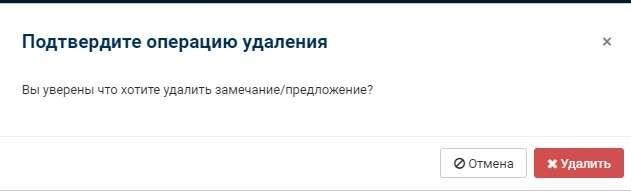 Подтвердите операцию удаления
Вы уверены что хотите удалить замечание/предложение?
Отмена
Удалить